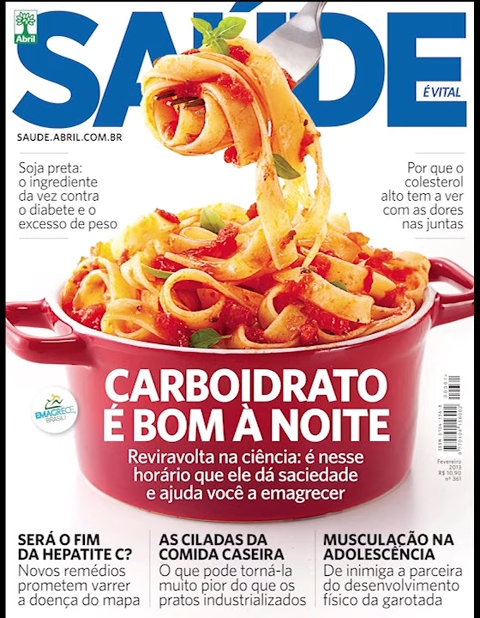 Abril
SAÚDE
É VITAL
SAUDE.ABRIL.COM.BR
Soja preta:
o ingrediente
da vez contra
o diabete e o
excesso de peso
Por que o
colesterol
alto tem a ver
com as dores
nas juntas
CARBOIDRATO
É BOM À NOITE
Reviravolta na ciência: é nesse
horário que ele dá saciedade
e ajuda você a emagrecer
EMAGRECE,
BRASIL!
Fevereiro
2013
R$ 10,90
nº 361
SERÁ O FIM
DA HEPATITE C?
Novos remédios
prometem varrer
a doença do mapa
AS CILADAS DA
COMIDA CASEIRA
O que pode torná-la
muito pior do que os
pratos industrializados
MUSCULAÇÃO NA
ADOLESCÊNCIA
De inimiga a parceira
do desenvolvimento
físico da garotada